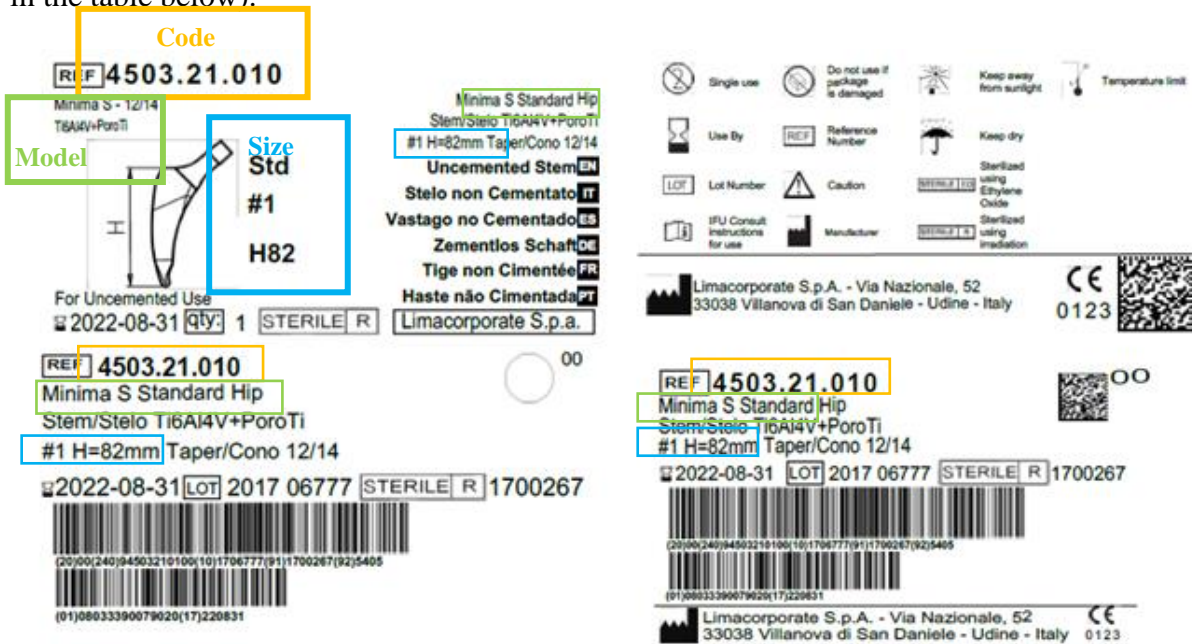 in the table below).
Code
REF 4503.21.010
Minima S - 12/14
Ti6Al4V+PoroTi
Model
Size
Std
#1
H82
H
For Uncemented Use
2022-08-31 qty: 1 STERILE R
Minima S Standard Hip
Stem/Stelo Ti6Al4V+PoroTi
#1 H=82mm Taper/Cono 12/14
Uncemented Stem EN
Stelo non Cementato IT
Vastago no Cementado ES
Zementlos Schaft DE
Tige non Cimentée FR
Haste não Cimentada PT
Limacorporate S.p.a.
REF 4503.21.010
00
Minima S Standard Hip
Stem/Stelo Ti6Al4V+PoroTi
#1 H=82mm Taper/Cono 12/14
2022-08-31 LOT 2017 06777 STERILE R 1700267
(20)00(240)94503210100(10)1706777(91)1700267(92)5405
(01)08033390079020(17)220831
2 Single use
Do not use if
package
is damaged
Keep away
from sunlight
Temperature limit
Use By
REF Reference
Number
Keep dry
LOT Lot Number
Caution
STERILE EO Sterilized
using
Ethylene
Oxide
i IFU Consult
instructions
for use
Manufacturer
STERILE R Sterilized
using
irradiation
Limacorporate S.p.A. - Via Nazionale, 52
33038 Villanova di San Daniele - Udine - Italy
CE
0123
REF 4503.21.010
OO
Minima S Standard Hip
Stem/Stelo Ti6Al4V+PoroTi
#1 H=82mm Taper/Cono 12/14
2022-08-31 LOT 2017 06777 STERILE R 1700267
(20)00(240)94503210100(10)1706777(91)1700267(92)5405
(01)08033390079020(17)220831
Limacorporate S.p.A. - Via Nazionale, 52
33038 Villanova di San Daniele - Udine - Italy
CE
0123